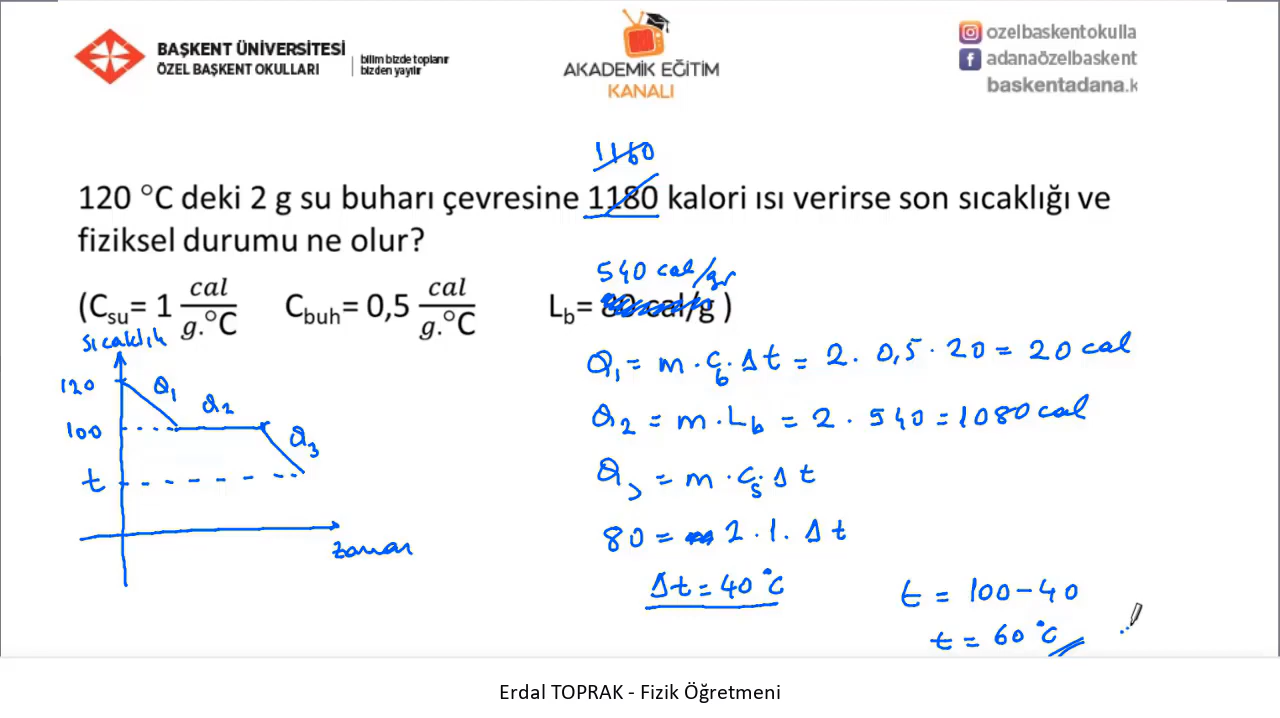 BAŞKENT ÜNİVERSİTESİ
ÖZEL BAŞKENT OKULLARI
bilim bizde toplanır
bizden yayılır
AKADEMİK EĞİTİM
KANALI
ozelbaskentokulla
adanaözelbaskent
baskentadana.k
1160
120 °C deki 2 g su buharı çevresine 1180 kalori ısı verirse son sıcaklığı ve
fiziksel durumu ne olur?
540 cal/gr
(Csu= 1 cal/g.°C Cbuh= 0,5 cal/g.°C Lb= 80 cal/g )
sıcaklık
120
Q1
Q2
100
Q3
t
zaman
Q1 = m . cb . Δt = 2 . 0,5 . 20 = 20 cal
Q2 = m . Lb = 2 . 540 = 1080 cal
Q3 = m . cs . Δt
80 = 2 . 1 . Δt
Δt = 40 °C
t = 100 - 40
t = 60 °C
Erdal TOPRAK - Fizik Öğretmeni